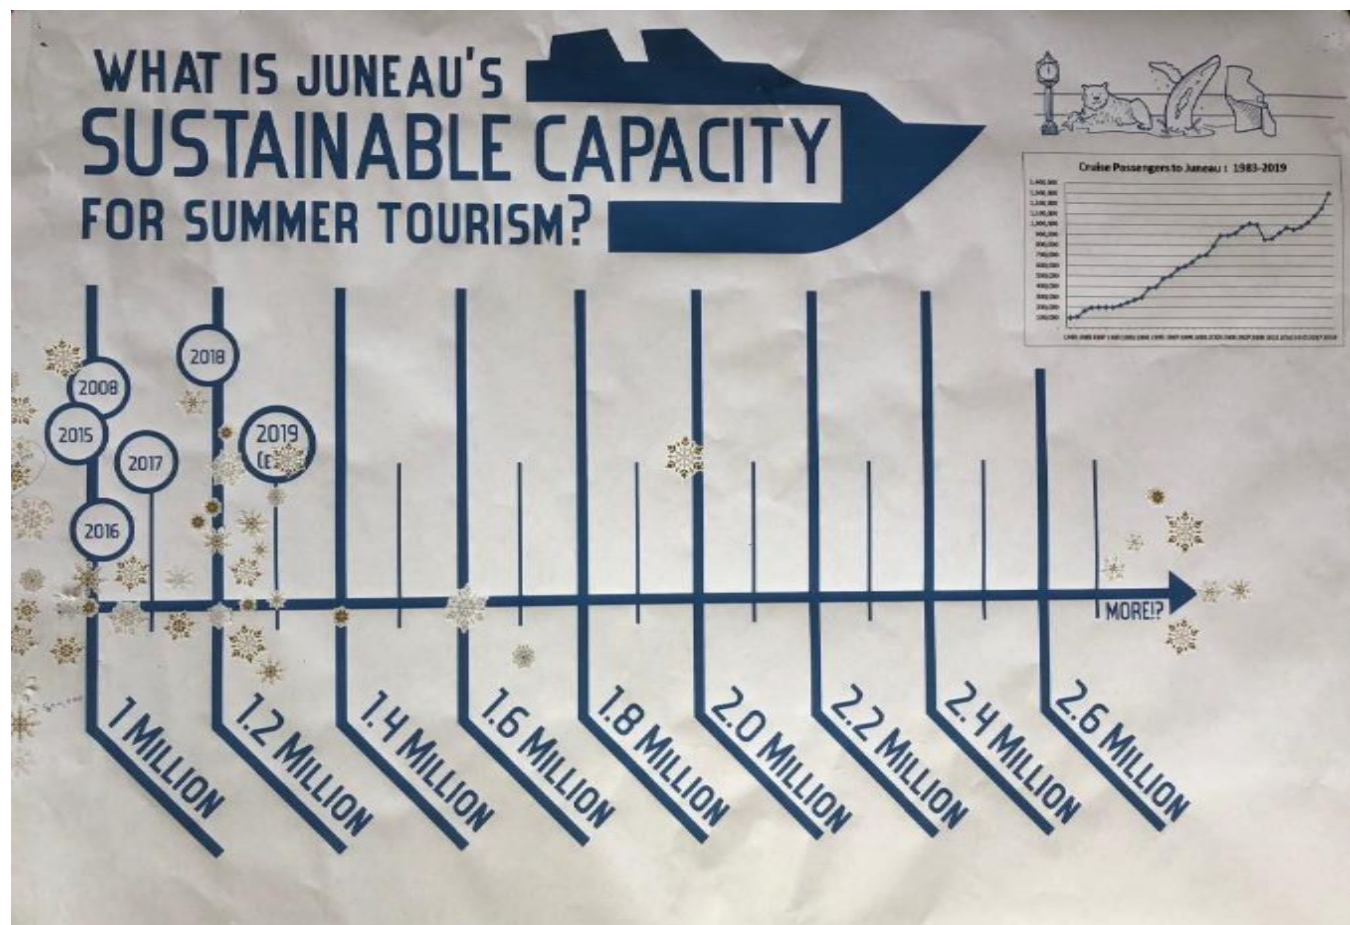 WHAT IS JUNEAU'S
SUSTAINABLE CAPACITY
FOR SUMMER TOURISM?
Cruise Passengers to Juneau : 1983-2019
2008
2015
2017
2016
2018
2019
MORE!?
1 MILLION
1.2 MILLION
1.4 MILLION
1.6 MILLION
1.8 MILLION
2.0 MILLION
2.2 MILLION
2.4 MILLION
2.6 MILLION